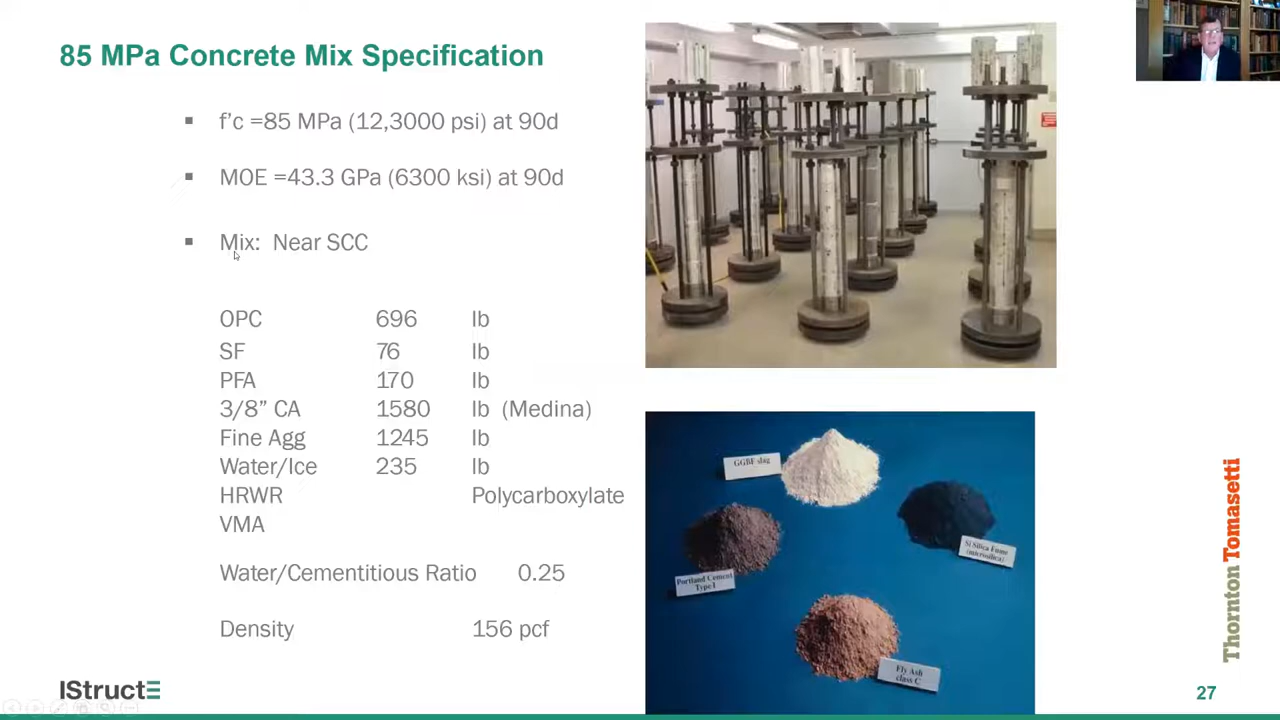 85 MPa Concrete Mix Specification
▪ f'c =85 MPa (12,3000 psi) at 90d
▪ MOE =43.3 GPa (6300 ksi) at 90d
▪ Mix: Near SCC
OPC 696 lb
SF 76 lb
PFA 170 lb
3/8” CA 1580 lb (Medina)
Fine Agg 1245 lb
Water/Ice 235 lb
HRWR Polycarboxylate
VMA
Water/Cementitious Ratio 0.25
Density 156 pcf
GGBF slag
Portland Cement
Type I
Si Silica Fume
(microsilica)
Fly Ash
class C
Thornton Tomasetti
IStructE
27